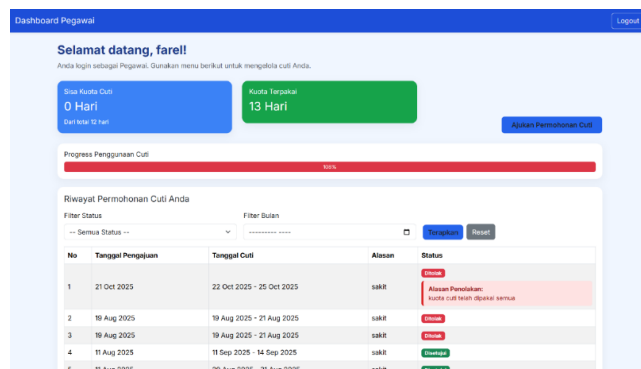 Dashboard Pegawai
Logout
Selamat datang, farel!
Anda login sebagai Pegawai. Gunakan menu berikut untuk mengelola cuti Anda.
Sisa Kuota Cuti
0 Hari
Dari total 12 hari
Kuota Terpakai
13 Hari
Ajukan Permohonan Cuti
Progress Penggunaan Cuti
100%
Riwayat Permohonan Cuti Anda
Filter Status
Filter Bulan
-- Semua Status --
--------- ----
Terapkan
Reset
No Tanggal Pengajuan Tanggal Cuti Alasan Status
1 21 Oct 2025 22 Oct 2025 - 25 Oct 2025 sakit Ditolak
Alasan Penolakan:
kuota cuti telah dipakai semua
2 19 Aug 2025 19 Aug 2025 - 21 Aug 2025 sakit Ditolak
3 19 Aug 2025 19 Aug 2025 - 21 Aug 2025 sakit Ditolak
4 11 Aug 2025 11 Sep 2025 - 14 Sep 2025 sakit Disetujui